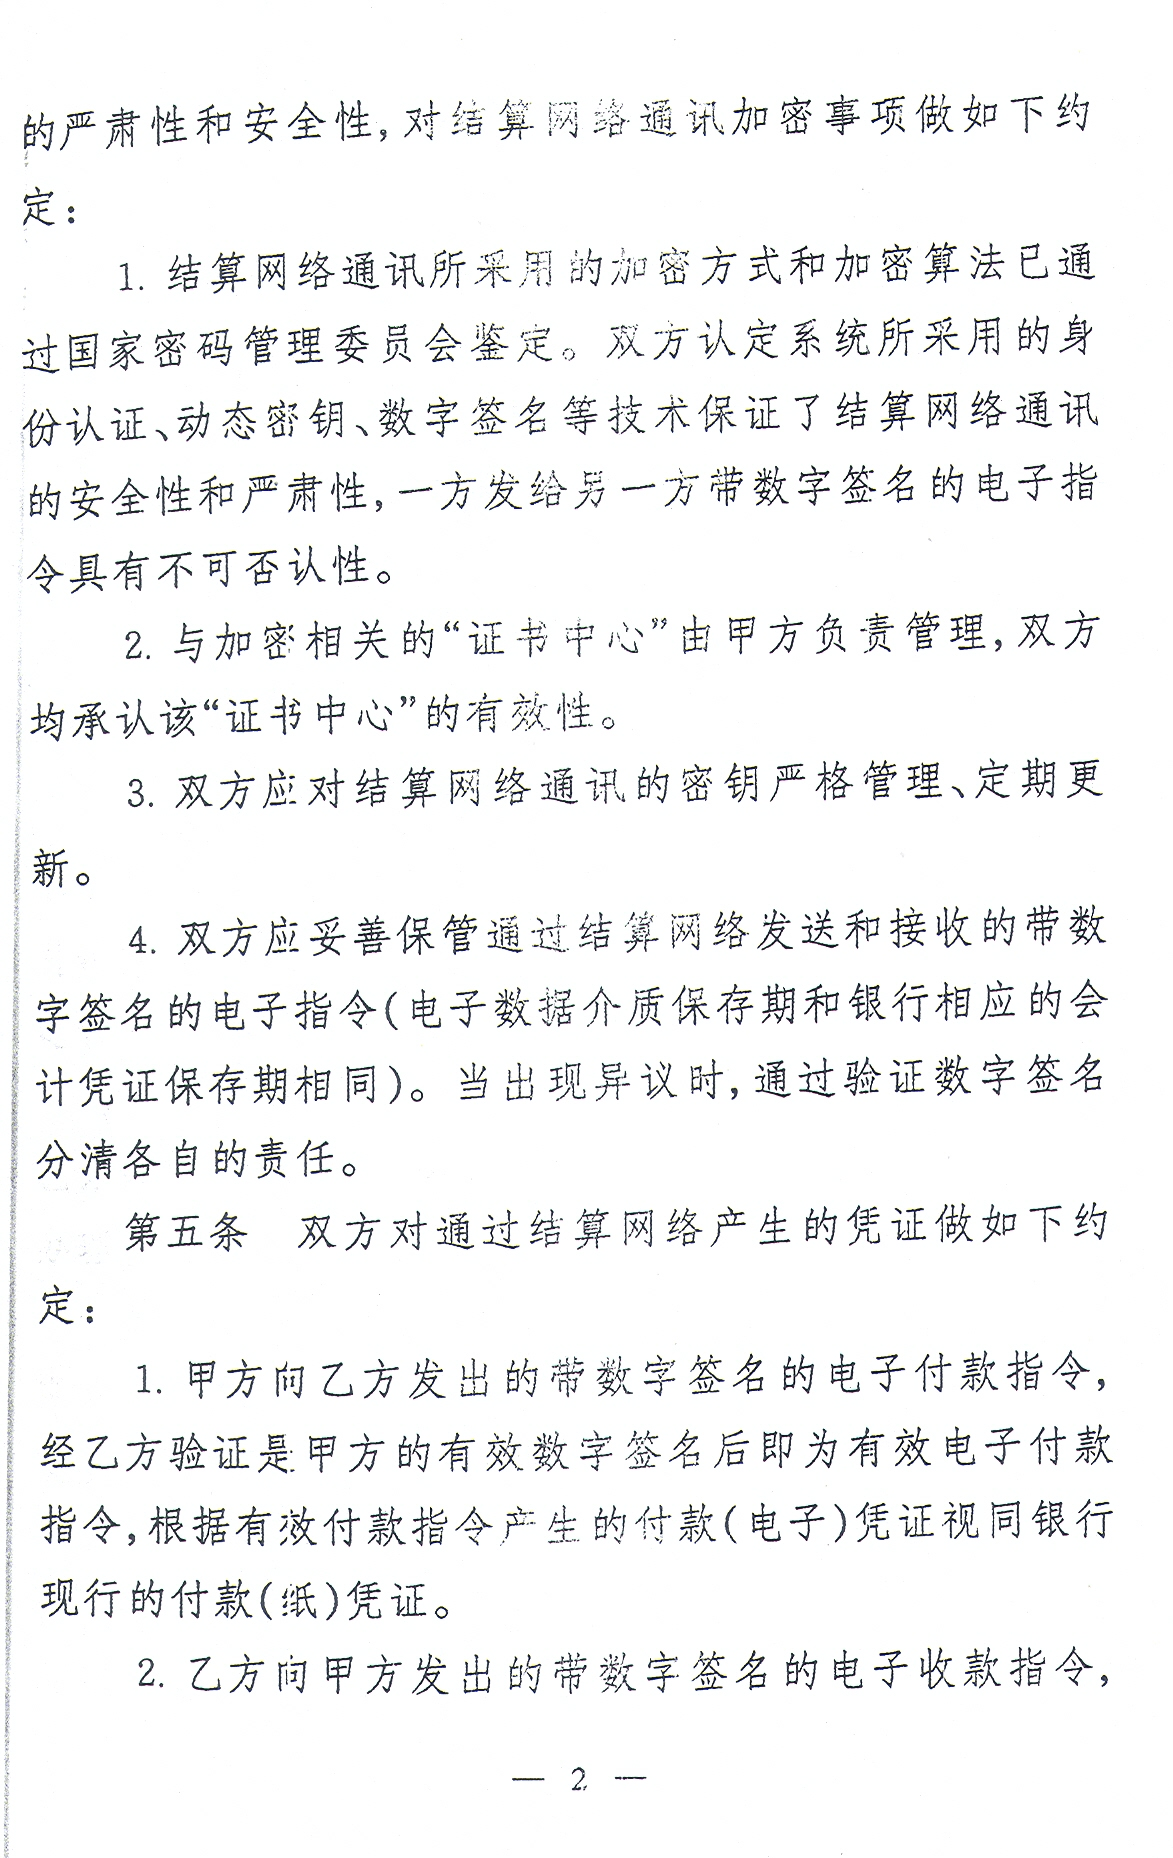 的严肃性和安全性,对结算网络通讯加密事项做如下约
定:
1. 结算网络通讯所采用的加密方式和加密算法已通
过国家密码管理委员会鉴定。双方认定系统所采用的身
份认证、动态密钥、数字签名等技术保证了结算网络通讯
的安全性和严肃性,一方发给另一方带数字签名的电子指
令具有不可否认性。
2. 与加密相关的“证书中心”由甲方负责管理,双方
均承认该“证书中心”的有效性。
3. 双方应对结算网络通讯的密钥严格管理、定期更
新。
4. 双方应妥善保管通过结算网络发送和接收的带数
字签名的电子指令(电子数据介质保存期和银行相应的会
计凭证保存期相同)。当出现异议时,通过验证数字签名
分清各自的责任。
第五条 双方对通过结算网络产生的凭证做如下约
定:
1. 甲方向乙方发出的带数字签名的电子付款指令,
经乙方验证是甲方的有效数字签名后即为有效电子付款
指令,根据有效付款指令产生的付款(电子)凭证视同银行
现行的付款(纸)凭证。
2. 乙方向甲方发出的带数字签名的电子收款指令,
— 2 —